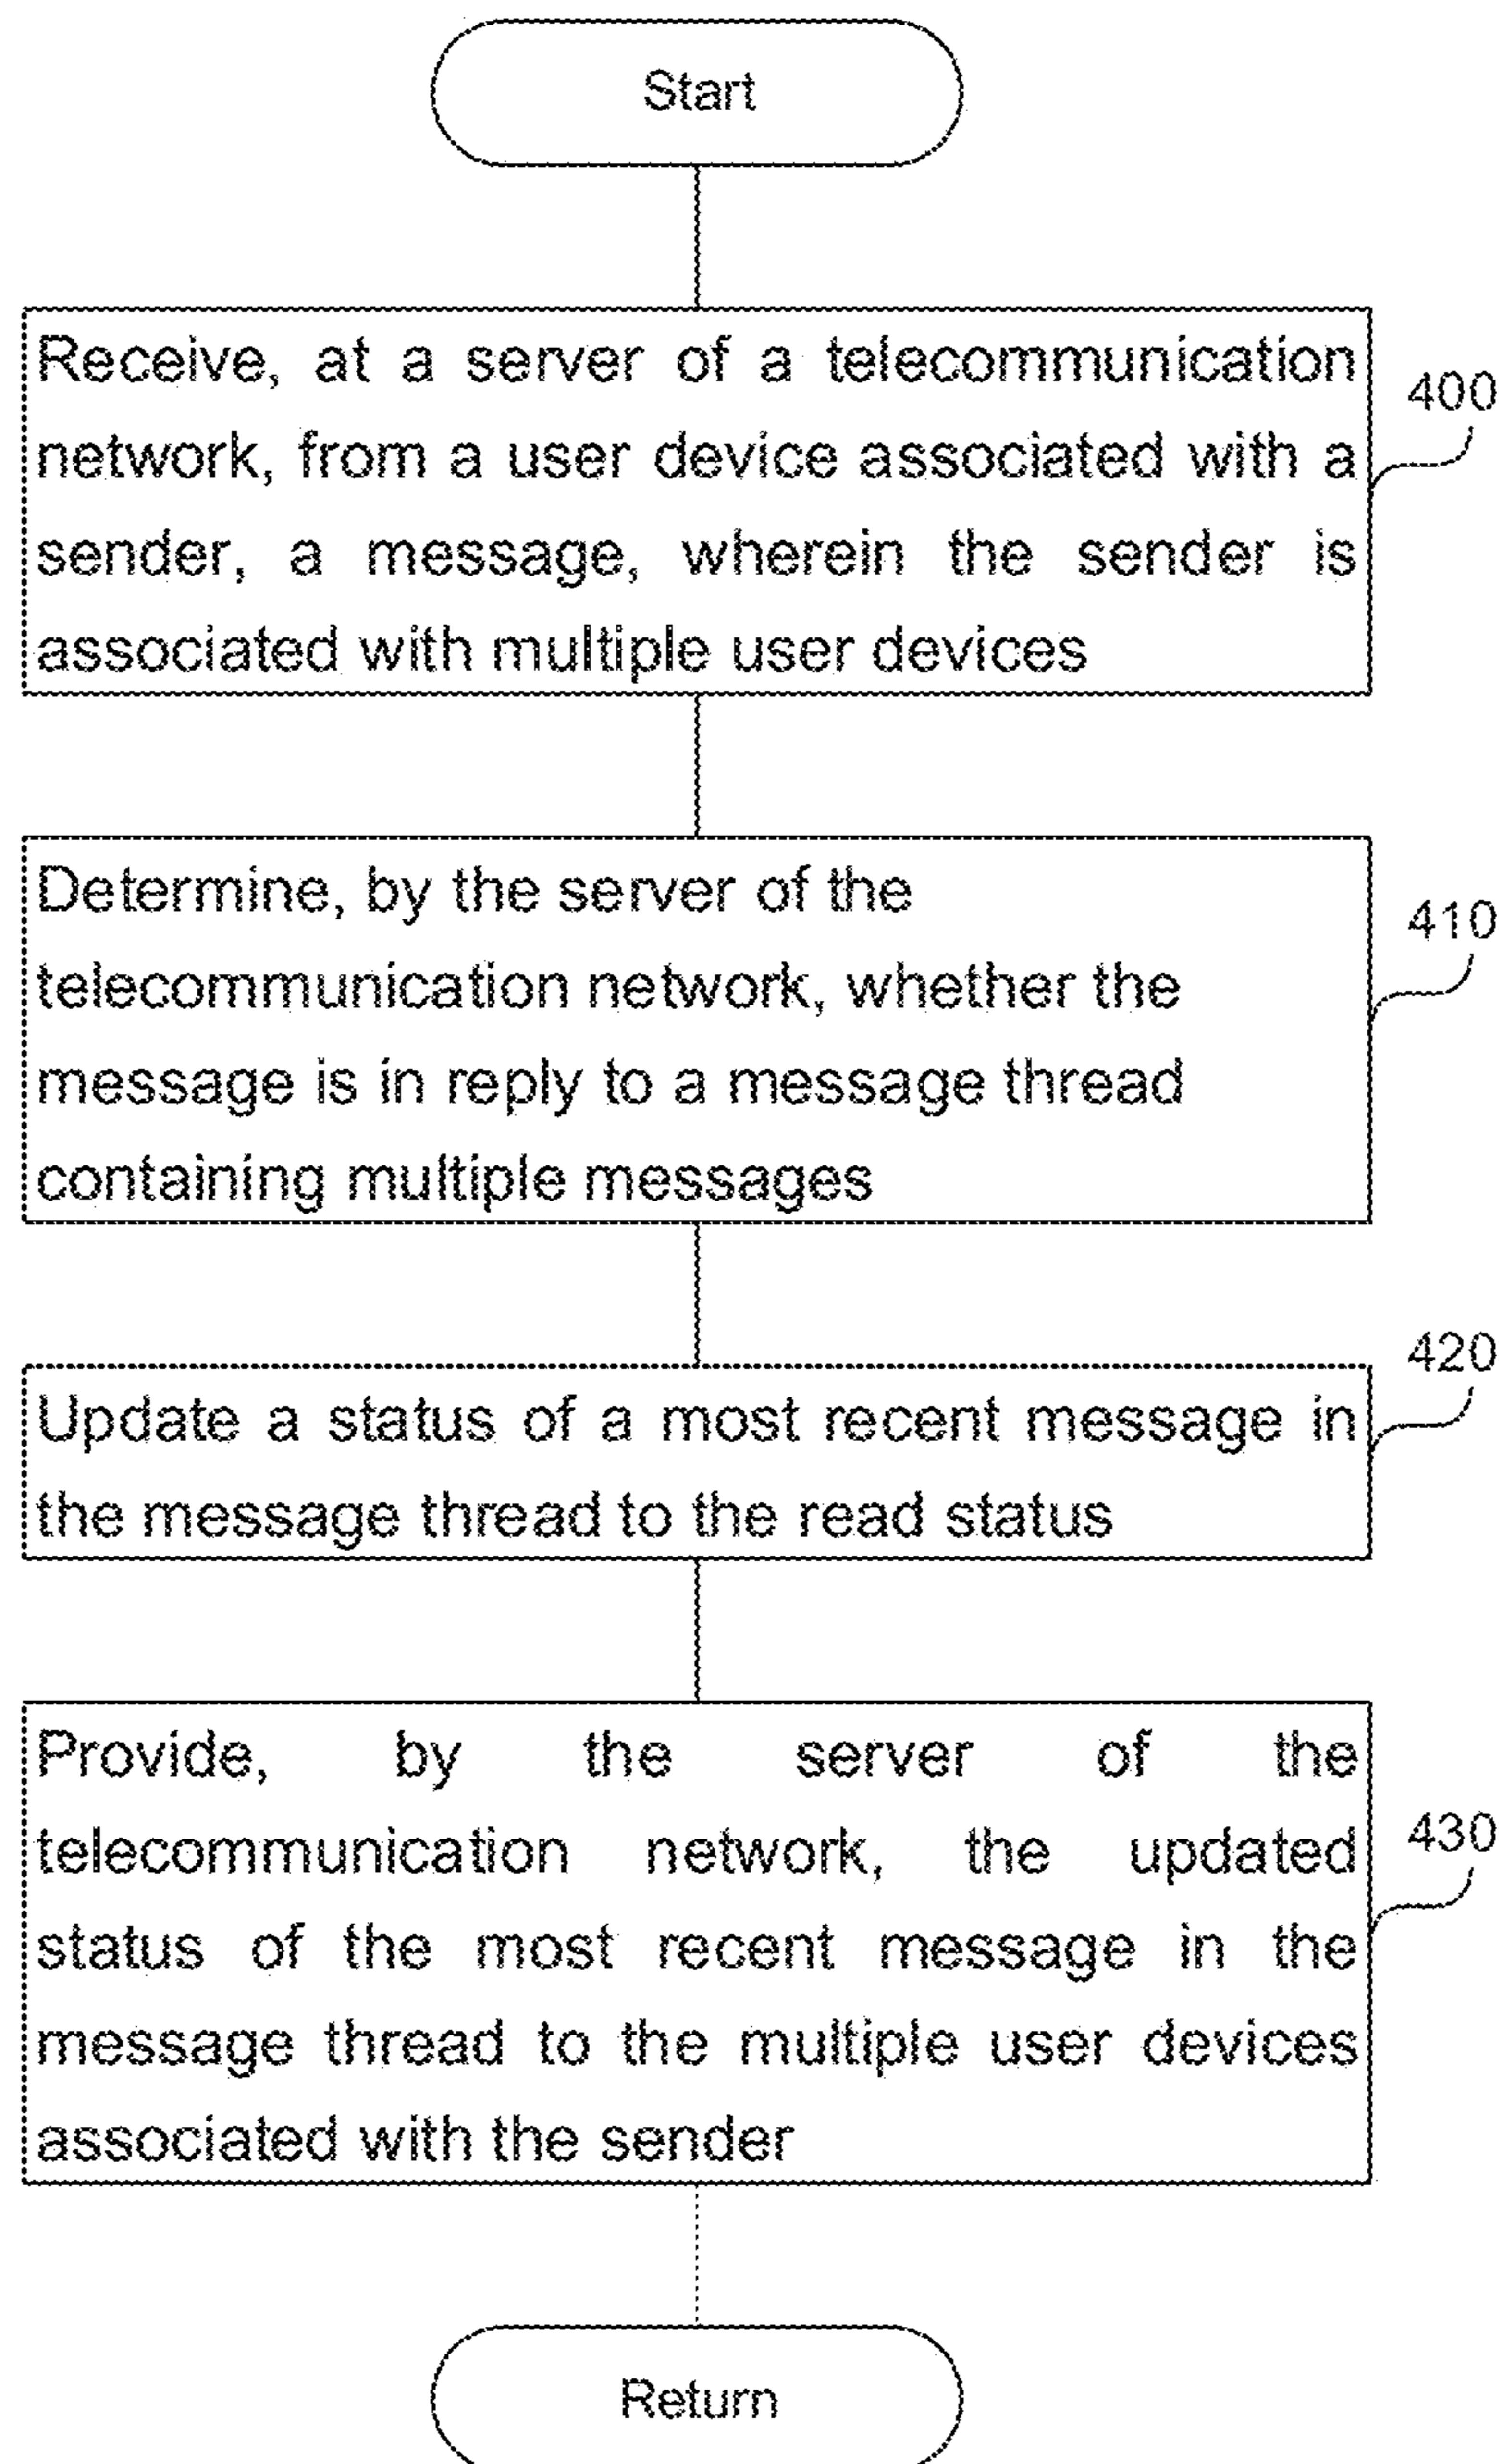 Start
Receive, at a server of a telecommunication
400
network, from a user device associated with a
sender, a message, wherein the sender is
associated with multiple user devices
Determine, by the server of the
410
telecommunication network, whether the
message is in reply to a message thread
containing multiple messages
420
Update a status of a most recent message in
the message thread to the read status
Provide, by the server of the
430
telecommunication network, the updated
status of the most recent message in the
message thread to the multiple user devices
associated with the sender
Return